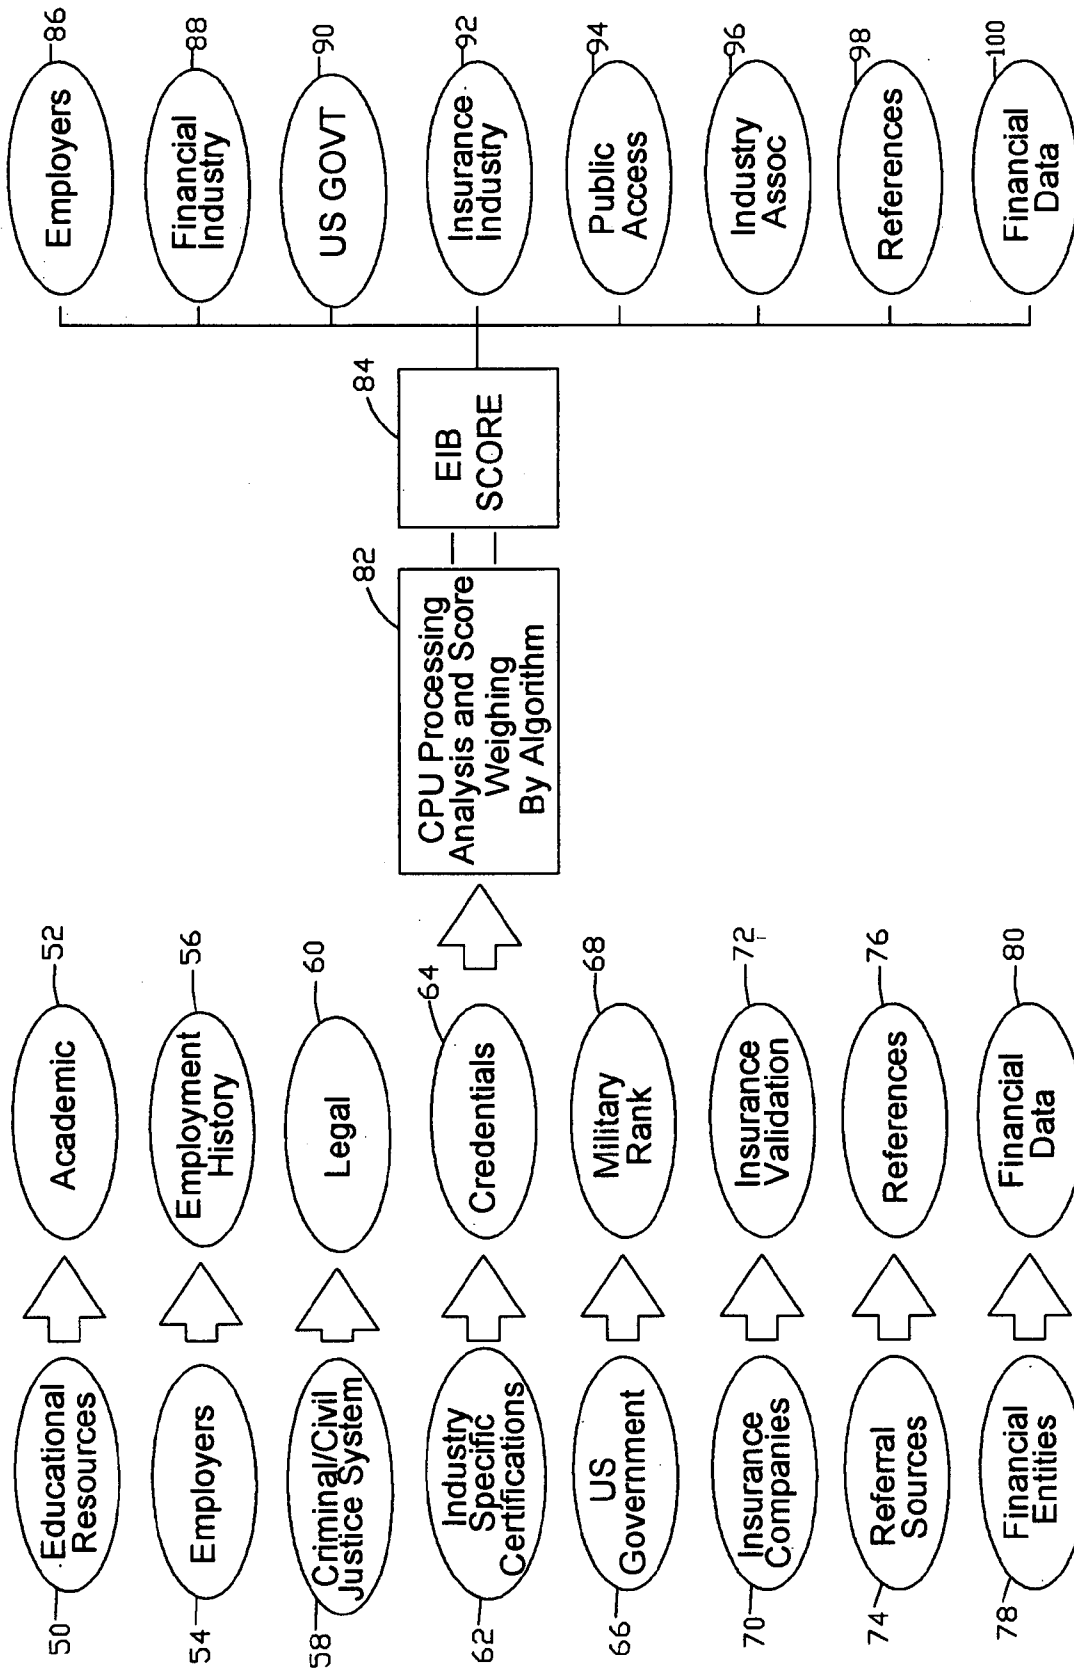 50
Educational
Resources
Academic
52
54
Employers
Employment
History
56
58
Criminal/Civil
Justice System
Legal
60
62
Industry
Specific
Certifications
Credentials
64
66
US
Government
Military
Rank
68
70
Insurance
Companies
Insurance
Validation
72
74
Referral
Sources
References
76
78
Financial
Entities
Financial
Data
80
CPU Processing
Analysis and Score
Weighing
By Algorithm
82
EIB
SCORE
84
Employers
86
Financial
Industry
88
US GOVT
90
Insurance
Industry
92
Public
Access
94
Industry
Assoc
96
References
98
Financial
Data
100